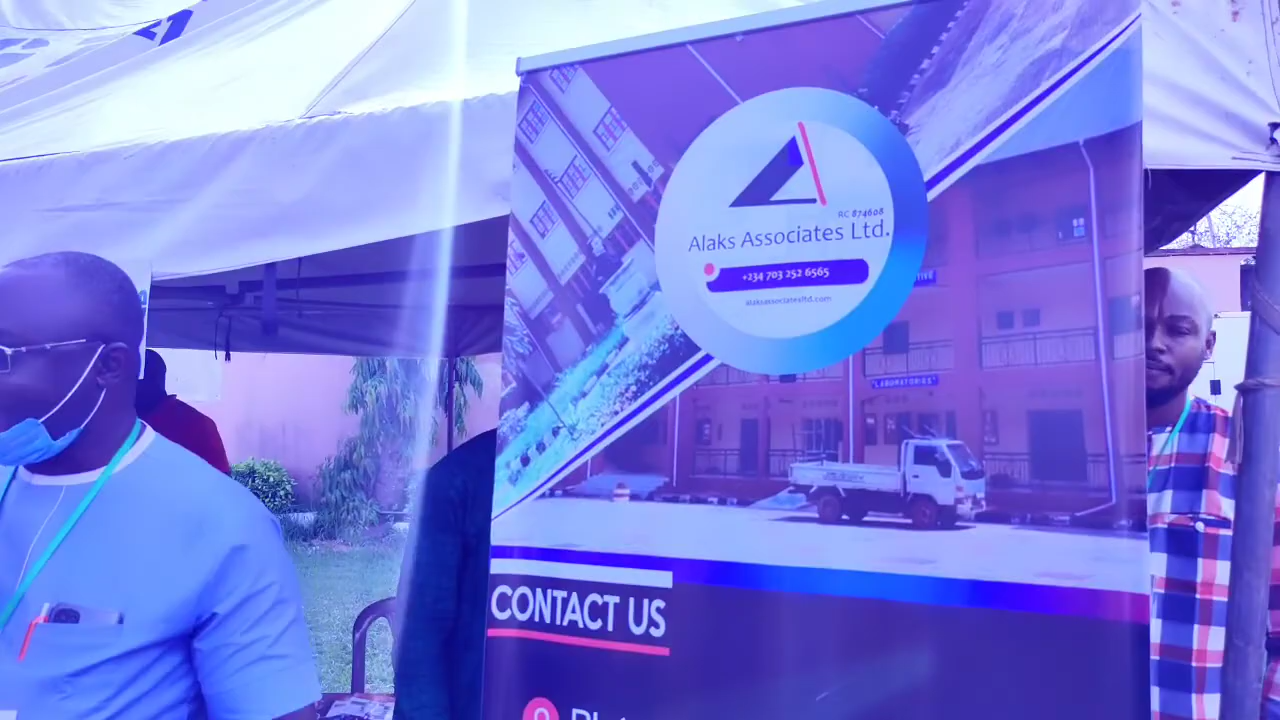 RC 874608
Alaks Associates Ltd.
+234 703 252 6565
alaksassociatesltd.com
"LABORATORIES"
CONTACT US